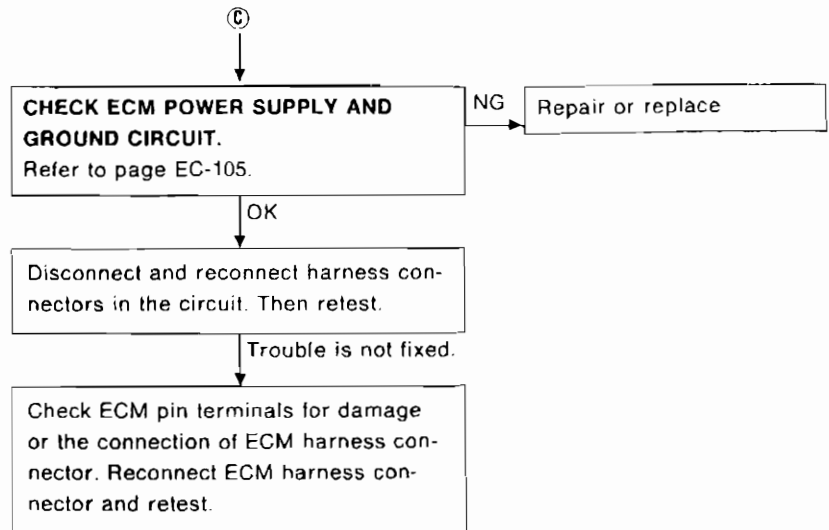 Ⓒ
CHECK ECM POWER SUPPLY AND
GROUND CIRCUIT.
Refer to page EC-105.
NG
Repair or replace
OK
Disconnect and reconnect harness con-
nectors in the circuit. Then retest.
Trouble is not fixed.
Check ECM pin terminals for damage
or the connection of ECM harness con-
nector. Reconnect ECM harness con-
nector and retest.